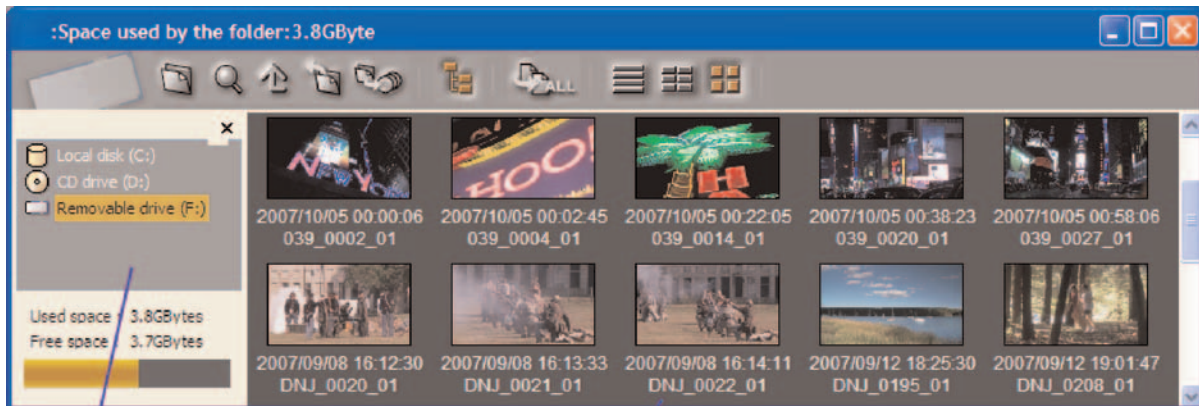 :Space used by the folder:3.8GByte
ALL
Local disk (C:)
CD drive (D:)
Removable drive (F:)
Used space : 3.8GBytes
Free space : 3.7GBytes
NEW YO
HOO!
2007/10/05 00:00:06
039_0002_01
2007/10/05 00:02:45
039_0004_01
2007/10/05 00:22:05
039_0014_01
2007/10/05 00:38:23
039_0020_01
2007/10/05 00:58:06
039_0027_01
2007/09/08 16:12:30
DNJ_0020_01
2007/09/08 16:13:33
DNJ_0021_01
2007/09/08 16:14:11
DNJ_0022_01
2007/09/12 18:25:30
DNJ_0195_01
2007/09/12 19:01:47
DNJ_0208_01